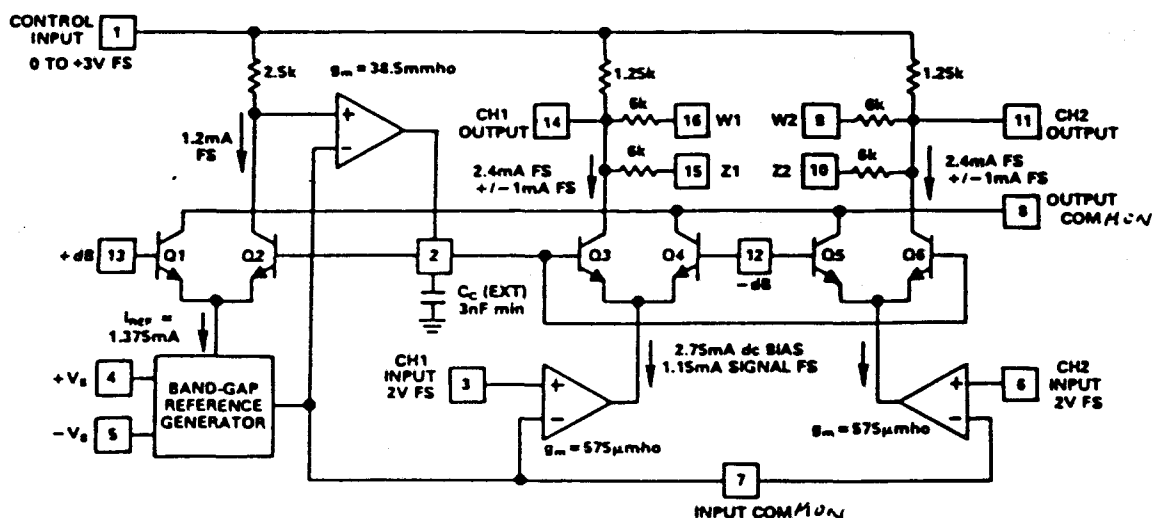 CONTROL
INPUT
1
0 TO +3V FS
2.5k
gm = 38.5mmho
1.25k
1.25k
CH1
OUTPUT
14
6k
16
W1
W2
9
6k
11
CH2
OUTPUT
1.2mA
FS
+
−
2.4mA FS
+/−1mA FS
6k
15
Z1
Z2
10
6k
2.4mA FS
+/−1mA FS
8
OUTPUT
COMMON
+dB
13
Q1
Q2
2
Q3
Q4
12
−dB
Q5
Q6
CC (EXT)
3nF min
IREF =
1.375mA
+VS
4
−VS
5
BAND-GAP
REFERENCE
GENERATOR
CH1
INPUT
2V FS
3
+
−
2.75mA dc BIAS
1.15mA SIGNAL FS
+
−
6
CH2
INPUT
2V FS
gm = 575µmho
gm = 575µmho
7
INPUT COMMON